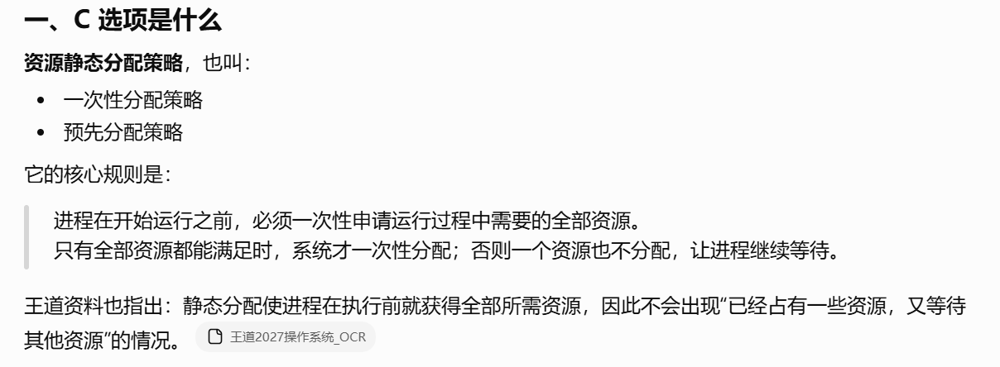 一、C 选项是什么
资源静态分配策略，也叫：
• 一次性分配策略
• 预先分配策略
它的核心规则是：
进程在开始运行之前，必须一次性申请运行过程中需要的全部资源。
只有全部资源都能满足时，系统才一次性分配；否则一个资源也不分配，让进程继续等待。
王道资料也指出：静态分配使进程在执行前就获得全部所需资源，因此不会出现“已经占有一些资源，又等待
其他资源”的情况。 王道2027操作系统_OCR